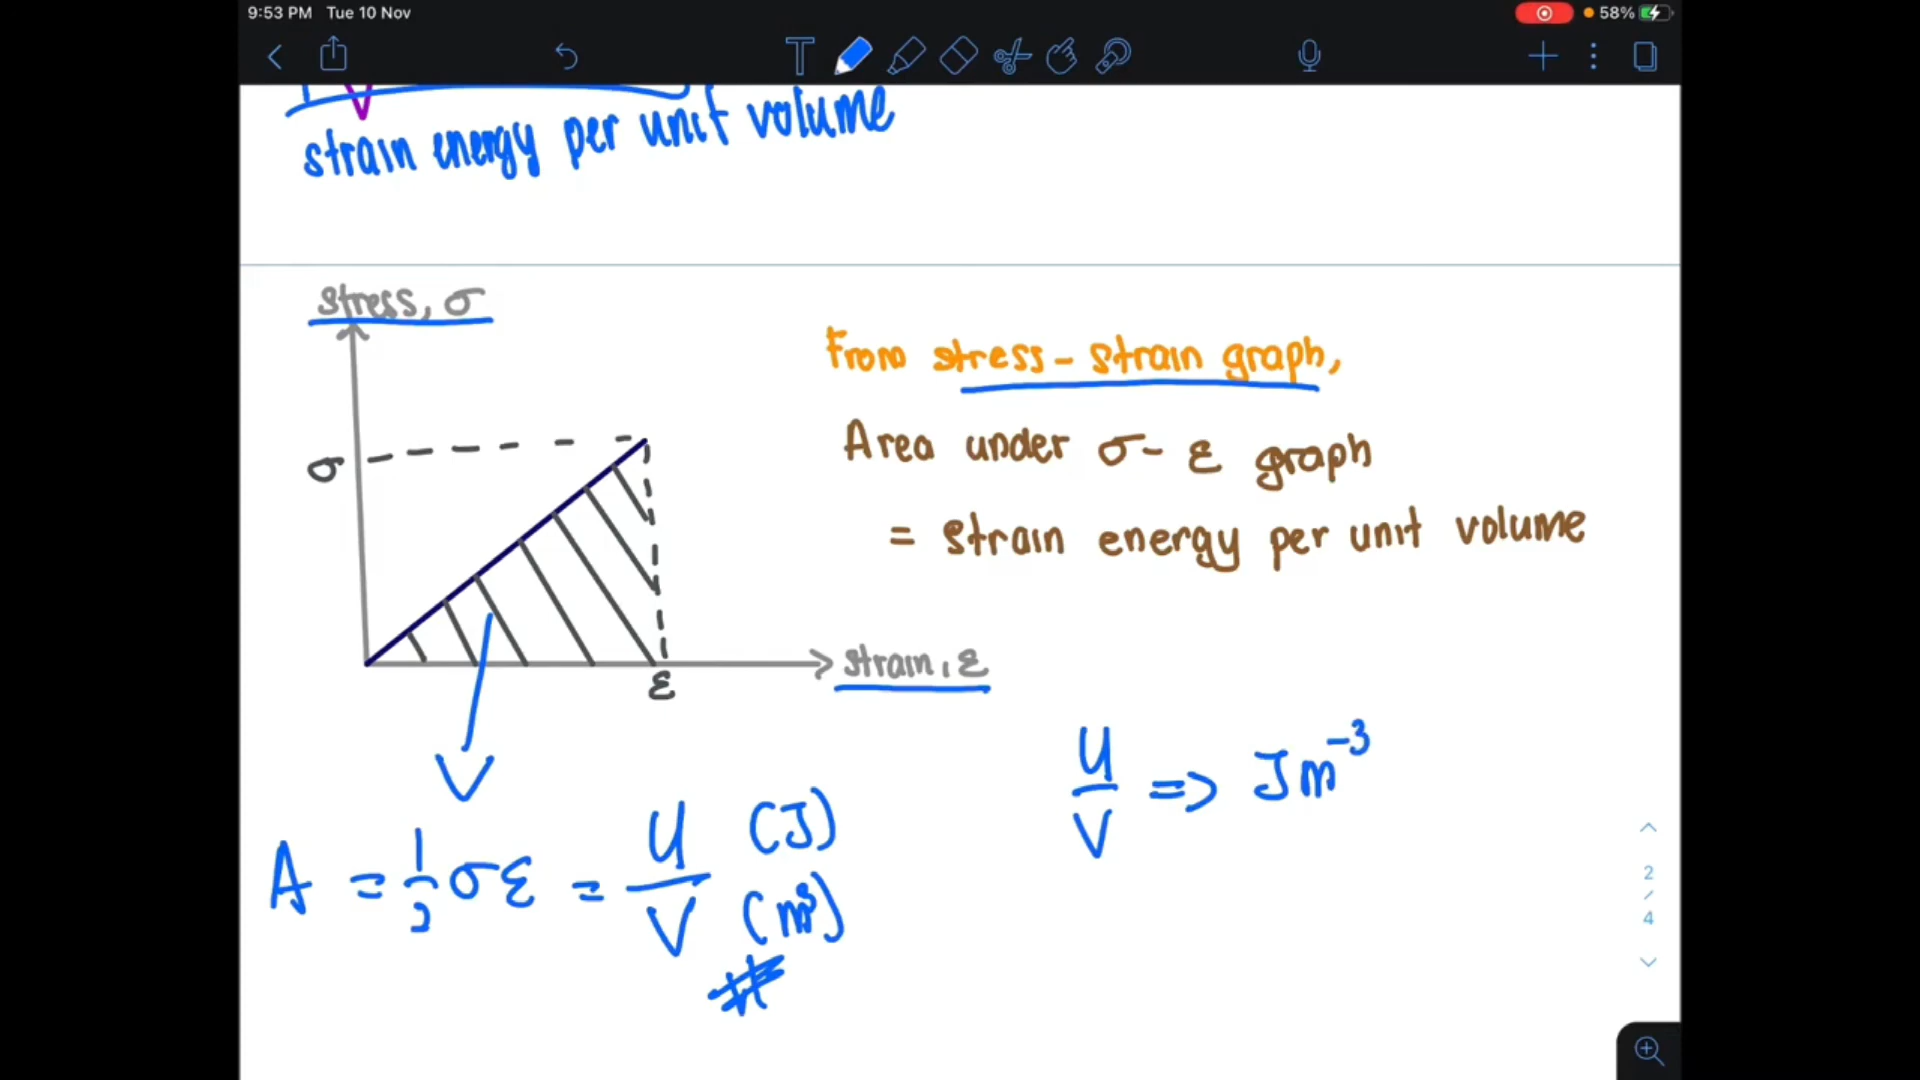 9:53 PM Tue 10 Nov
58%
strain energy per unit volume
stress, σ
From stress-strain graph,
Area under σ-ε graph
= strain energy per unit volume
σ
strain, ε
ε
U/V => Jm⁻³
A = 1/2 σε = U/V (J) (m³)
#
2
/
4